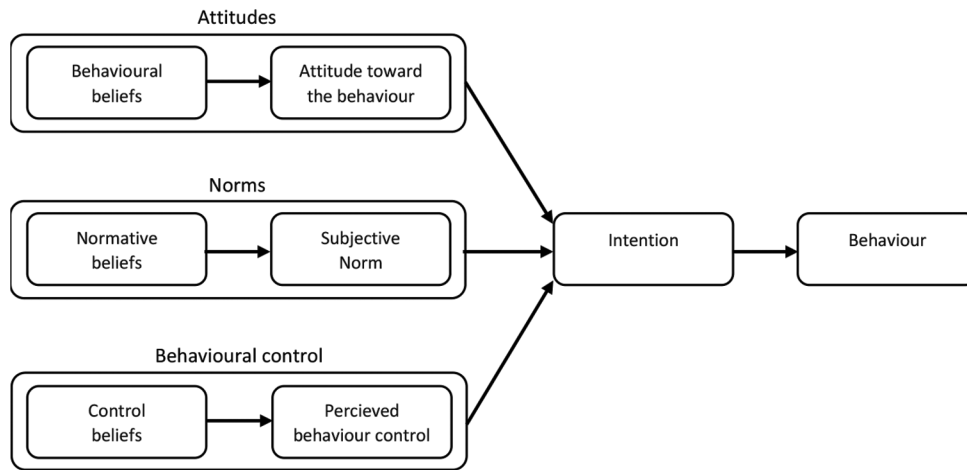 Attitudes
Behavioural
beliefs
Attitude toward
the behaviour
Norms
Normative
beliefs
Subjective
Norm
Intention
Behaviour
Behavioural control
Control
beliefs
Percieved
behaviour control